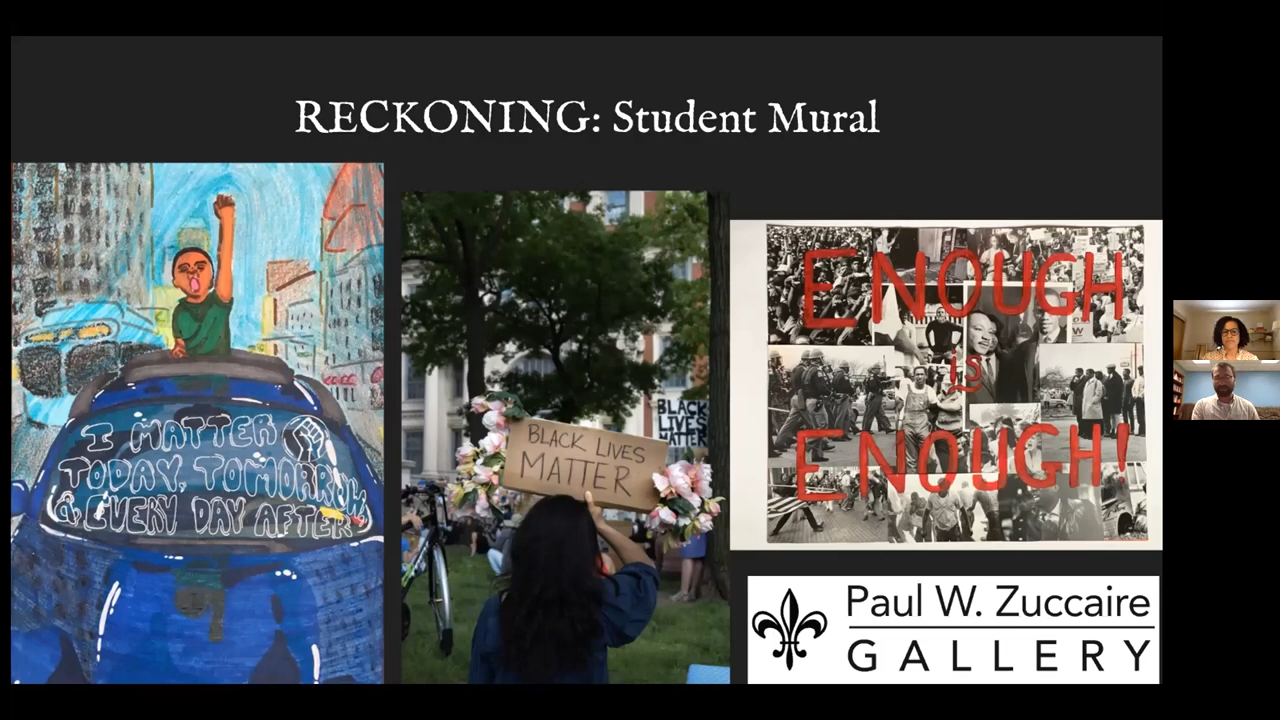 RECKONING: Student Mural
I MATTER
TODAY, TOMORROW
& EVERY DAY AFTER
BLACK LIVES
MATTER
BLACK
LIVES
MATTER
ENOUGH
is
ENOUGH!
Paul W. Zuccaire
GALLERY